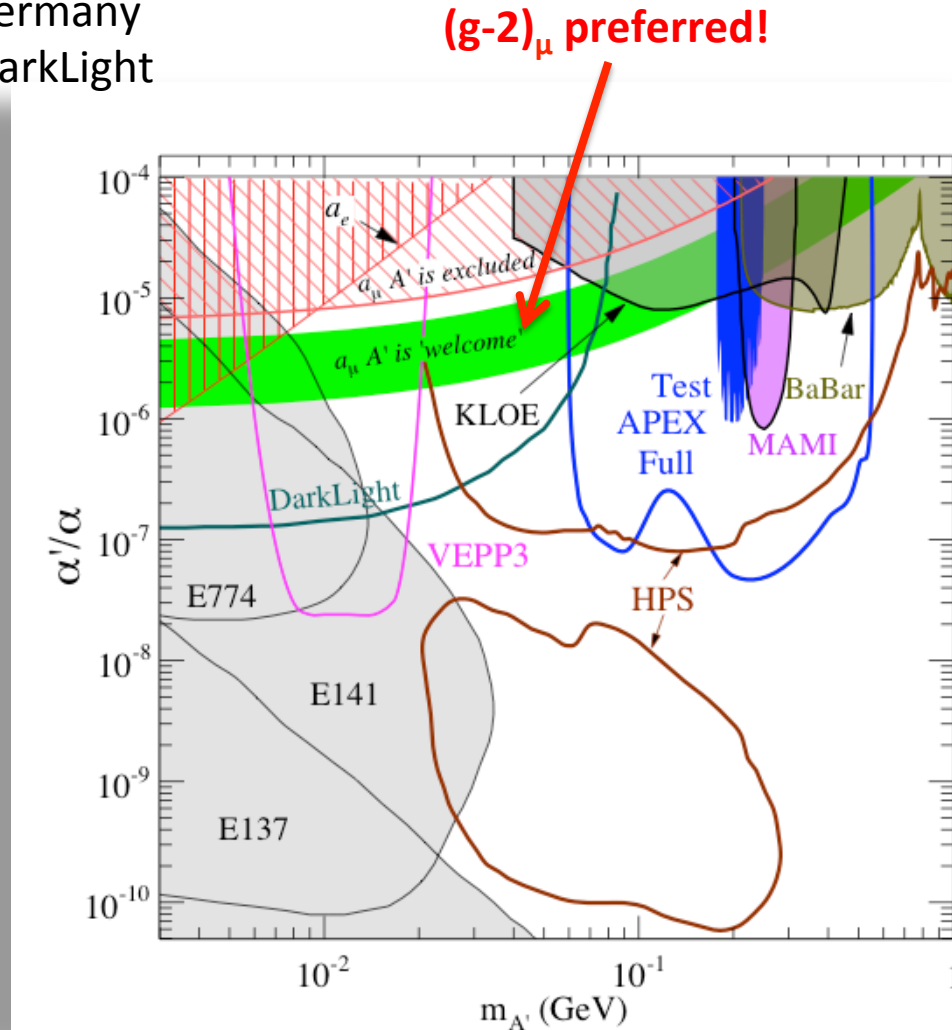 ermany
arkLight
(g-2)μ preferred!
10-4
10-5
10-6
10-7
10-8
10-9
10-10
α'/α
ae
aμ A' is excluded
aμ A' is 'welcome'
KLOE
Test
APEX
Full
BaBar
MAMI
DarkLight
VEPP3
E774
HPS
E141
E137
10-2
10-1
mA' (GeV)